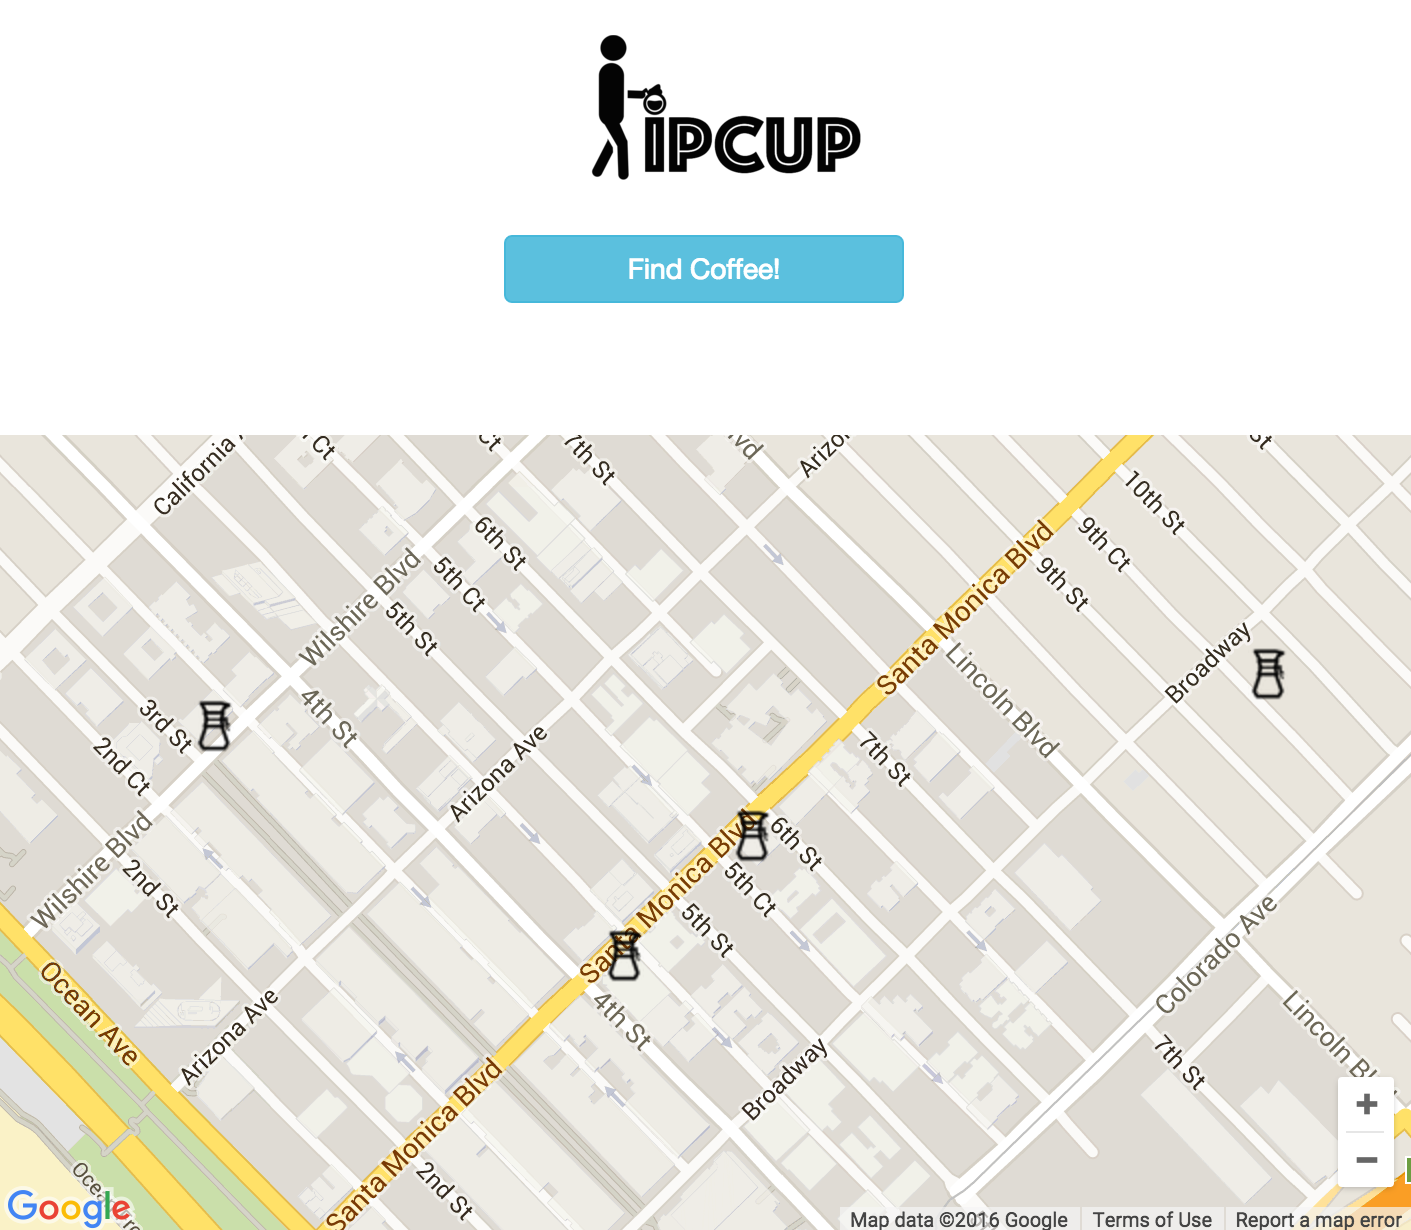 IPCUP
Find Coffee!
California
Ct
Ct
7th St
lvd
Arizo
St
10th St
9th Ct
9th St
6th St
5th Ct
5th St
Wilshire Blvd
Santa Monica Blvd
Lincoln Blvd
Broadway
3rd St
2nd Ct
4th St
Arizona Ave
7th St
Wilshire Blvd
2nd St
Santa Monica Blvd
6th St
5th Ct
5th St
Ocean Ave
Arizona Ave
4th St
Colorado Ave
Lincoln Bl
7th St
Broadway
Santa Monica Blvd
2nd St
Google
Map data ©2016 Google
Terms of Use
Report a map error